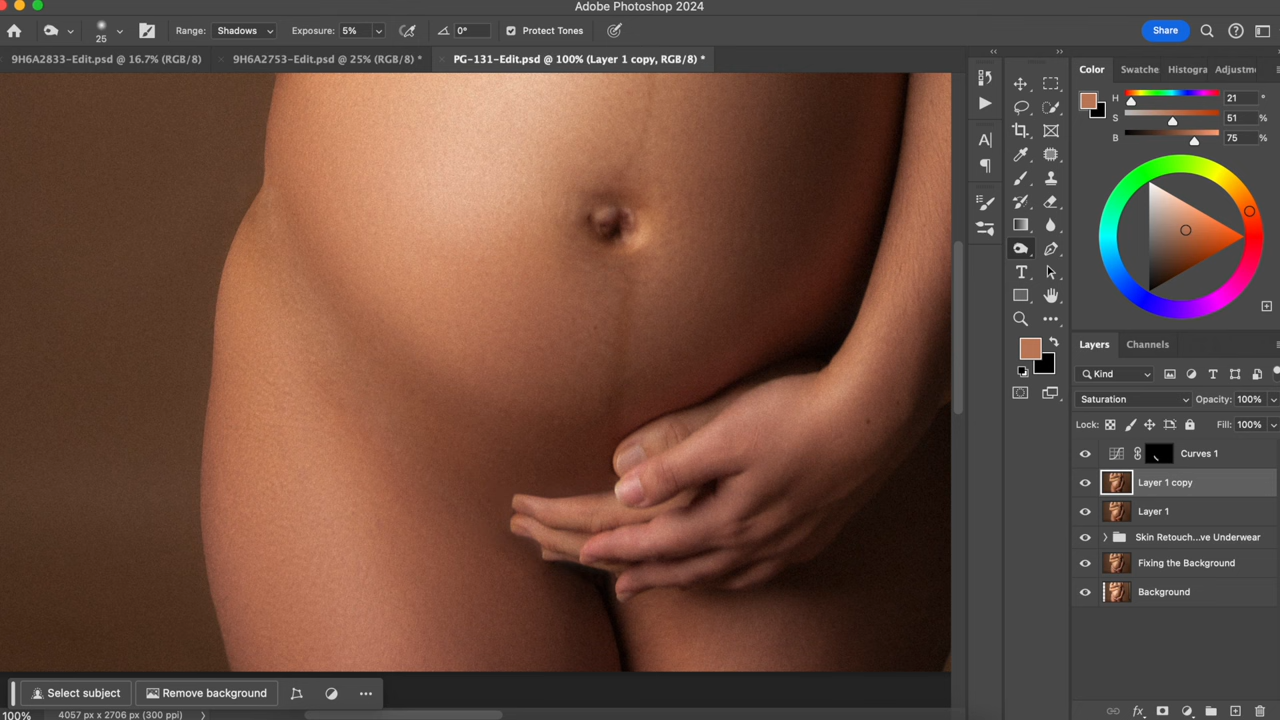 Adobe Photoshop 2024
25
Range: Shadows Exposure: 5% 0° Protect Tones
Share
9H6A2833-Edit.psd @ 16.7% (RGB/8)
9H6A2753-Edit.psd @ 25% (RGB/8) *
PG-131-Edit.psd @ 100% (Layer 1 copy, RGB/8) *
Color Swatche Histogra Adjustm
H 21 °
S 51 %
B 75 %
Layers Channels
Kind
Saturation Opacity: 100%
Lock: Fill: 100%
Curves 1
Layer 1 copy
Layer 1
Skin Retouch...ve Underwear
Fixing the Background
Background
Select subject Remove background
100% 4057 px x 2706 px (300 ppi)